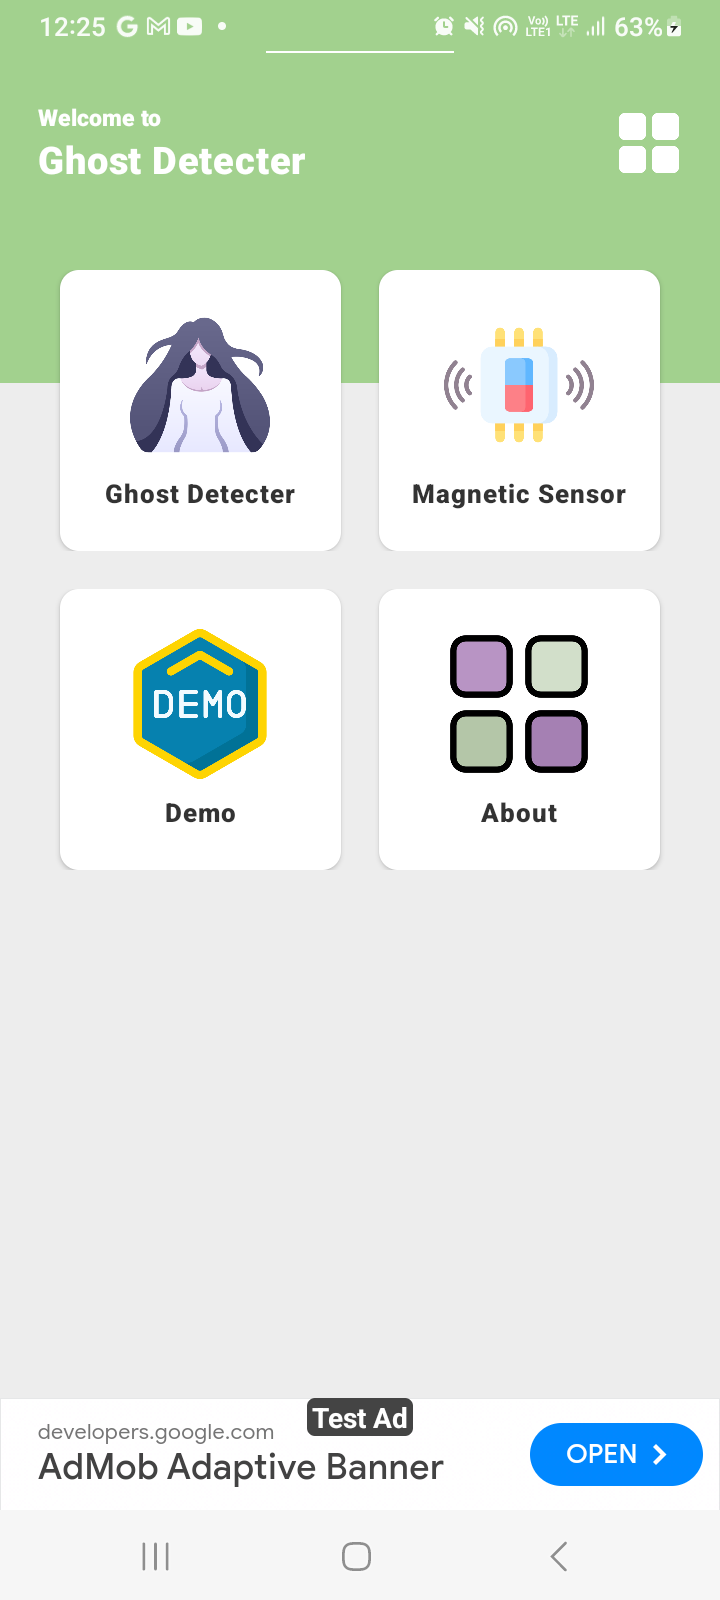 12:25
Vo)) LTE
LTE1
63%
Welcome to
Ghost Detecter
Ghost Detecter
Magnetic Sensor
DEMO
Demo
About
Test Ad
developers.google.com
AdMob Adaptive Banner
OPEN